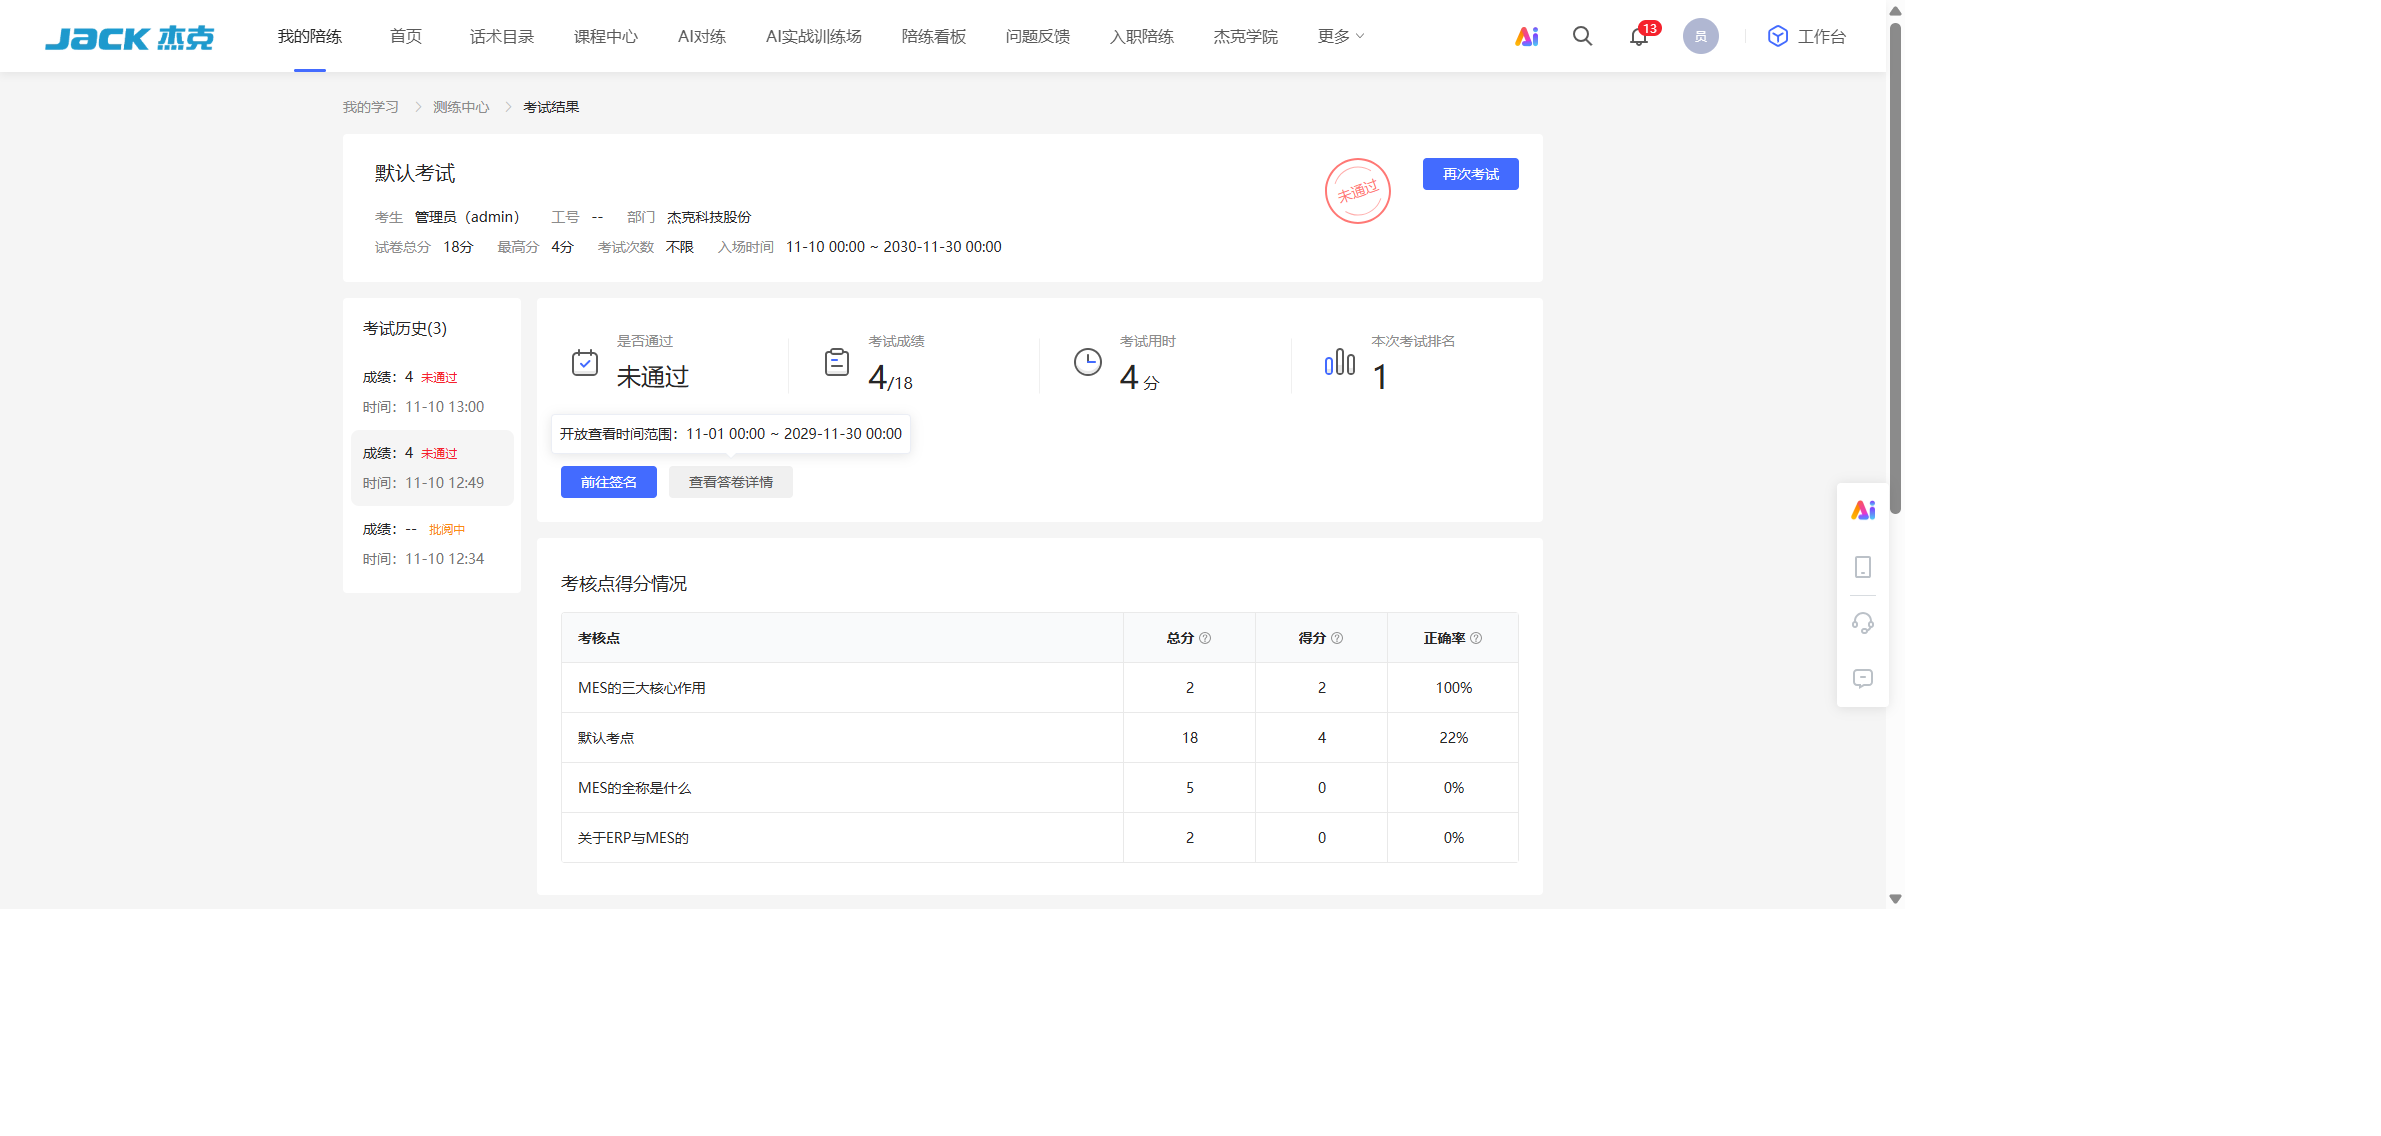 JACK 杰克 我的陪练 首页 话术目录 课程中心 AI对练 AI实战训练场 陪练看板 问题反馈 入职陪练 杰克学院 更多 Ai 13 员 工作台
我的学习 测练中心 考试结果
默认考试
未通过
再次考试
考生 管理员（admin） 工号 -- 部门 杰克科技股份
试卷总分 18分 最高分 4分 考试次数 不限 入场时间 11-10 00:00 ~ 2030-11-30 00:00
考试历史(3)
成绩：4 未通过
时间：11-10 13:00
成绩：4 未通过
时间：11-10 12:49
成绩：-- 批阅中
时间：11-10 12:34
是否通过
未通过
考试成绩
4/18
考试用时
4 分
本次考试排名
1
开放查看时间范围：11-01 00:00 ~ 2029-11-30 00:00
前往签名 查看答卷详情
考核点得分情况
考核点 总分 得分 正确率
MES的三大核心作用 2 2 100%
默认考点 18 4 22%
MES的全称是什么 5 0 0%
关于ERP与MES的 2 0 0%
Ai